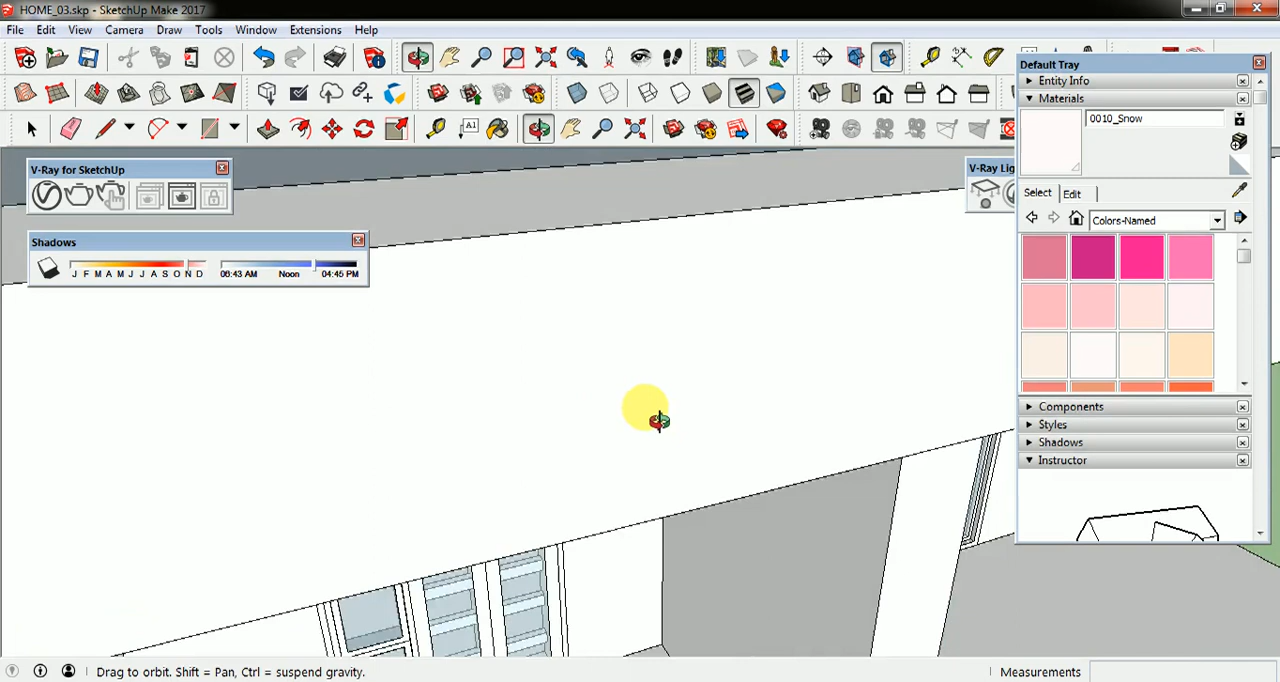 HOME_03.skp - SketchUp Make 2017
File Edit View Camera Draw Tools Window Extensions Help
Default Tray
Entity Info
Materials
0010_Snow
A1
V-Ray for SketchUp
V-Ray Lig
Select Edit
Colors-Named
Shadows
J F M A M J J A S O N D 06:43 AM Noon 04:45 PM
Components
Styles
Shadows
Instructor
Drag to orbit. Shift = Pan, Ctrl = suspend gravity.
Measurements